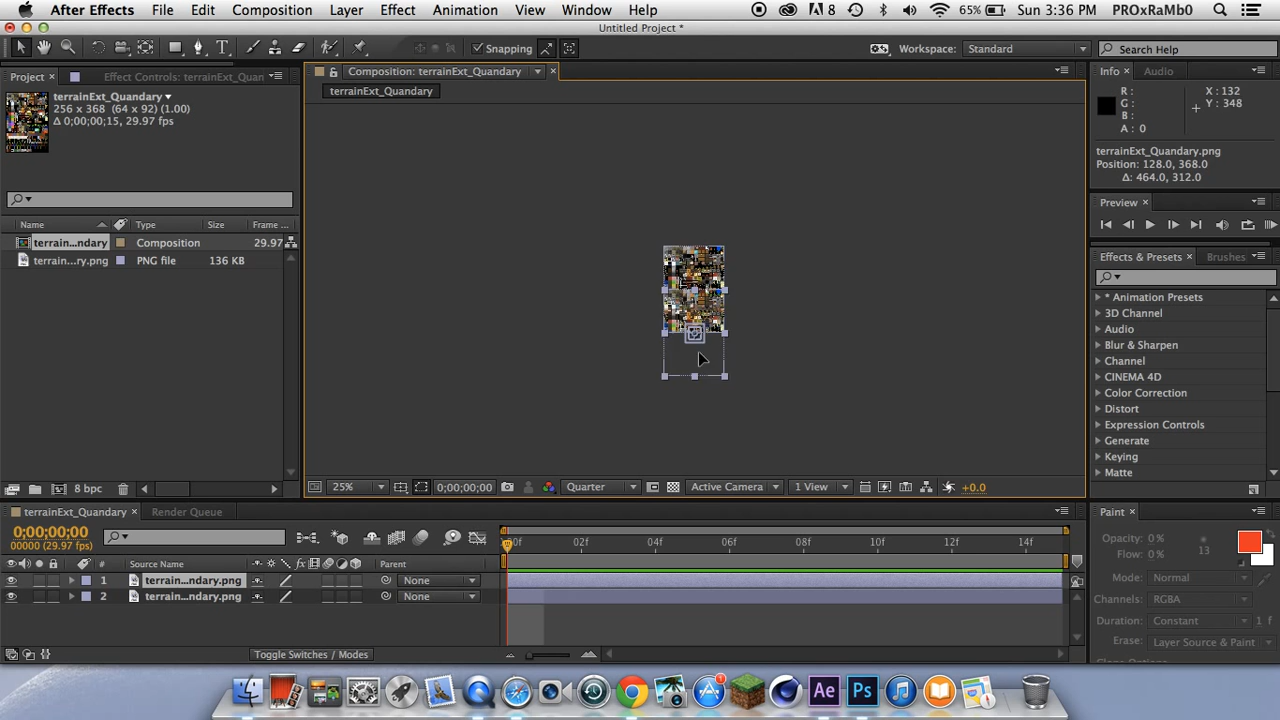 After Effects File Edit Composition Layer Effect Animation View Window Help 8 65% Sun 3:36 PM PROxRaMb0
Untitled Project *
T Snapping Workspace: Standard Search Help
Project Effect Controls: terrainExt_Quan
terrainExt_Quandary
256 x 368 (64 x 92) (1.00)
Δ 0;00;00;15, 29.97 fps
Name Type Size Frame ...
terrain...ndary Composition 29.97
terrain...ry.png PNG file 136 KB
8 bpc
Composition: terrainExt_Quandary
terrainExt_Quandary
25% 0;00;00;00 Quarter Active Camera 1 View +0.0
Info Audio
R : X : 132
G : Y : 348
B :
A : 0
terrainExt_Quandary.png
Position: 128.0, 368.0
Δ: 464.0, 312.0
Preview
Effects & Presets Brushes
* Animation Presets
3D Channel
Audio
Blur & Sharpen
Channel
CINEMA 4D
Color Correction
Distort
Expression Controls
Generate
Keying
Matte
terrainExt_Quandary Render Queue
0;00;00;00
00000 (29.97 fps)
# Source Name Parent
1 terrain...ndary.png None
2 terrain...ndary.png None
02f 04f 06f 08f 10f 12f 14f
Toggle Switches / Modes
Paint
Opacity: 0 %
Flow: 0 % 13
Mode: Normal
Channels: RGBA
Duration: Constant 1 f
Erase: Layer Source & Paint
Ae Ps